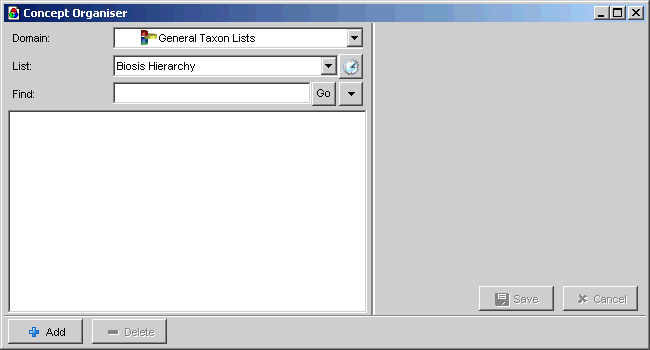 Concept Organiser
Domain: General Taxon Lists
List: Biosis Hierarchy
Find: Go
Save Cancel
Add Delete